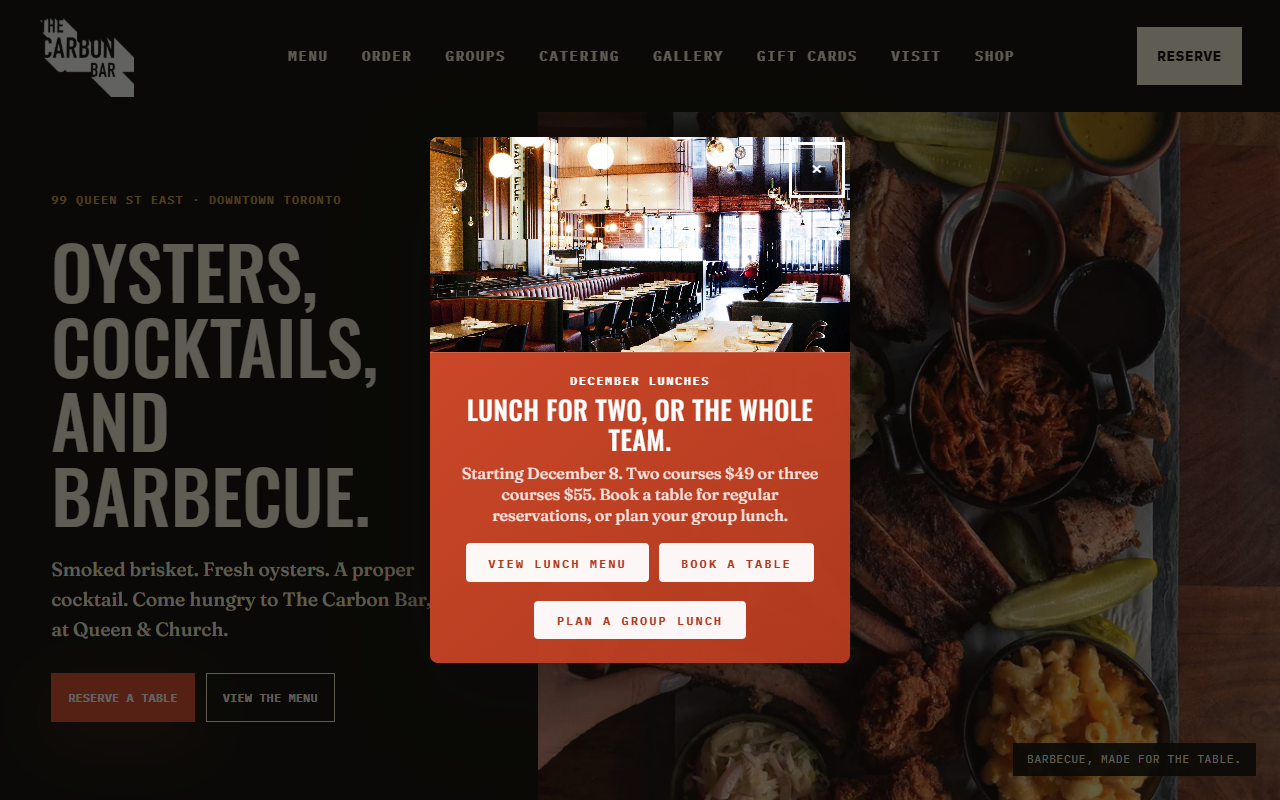 THE
CARBON
BAR
MENU
ORDER
GROUPS
CATERING
GALLERY
GIFT CARDS
VISIT
SHOP
RESERVE
99 QUEEN ST EAST · DOWNTOWN TORONTO
OYSTERS,
COCKTAILS,
AND
BARBECUE.
Smoked brisket. Fresh oysters. A proper
cocktail. Come hungry to The Carbon Bar,
at Queen & Church.
RESERVE A TABLE
VIEW THE MENU
BABY BLUE
×
DECEMBER LUNCHES
LUNCH FOR TWO, OR THE WHOLE
TEAM.
Starting December 8. Two courses $49 or three
courses $55. Book a table for regular
reservations, or plan your group lunch.
VIEW LUNCH MENU
BOOK A TABLE
PLAN A GROUP LUNCH
BARBECUE, MADE FOR THE TABLE.